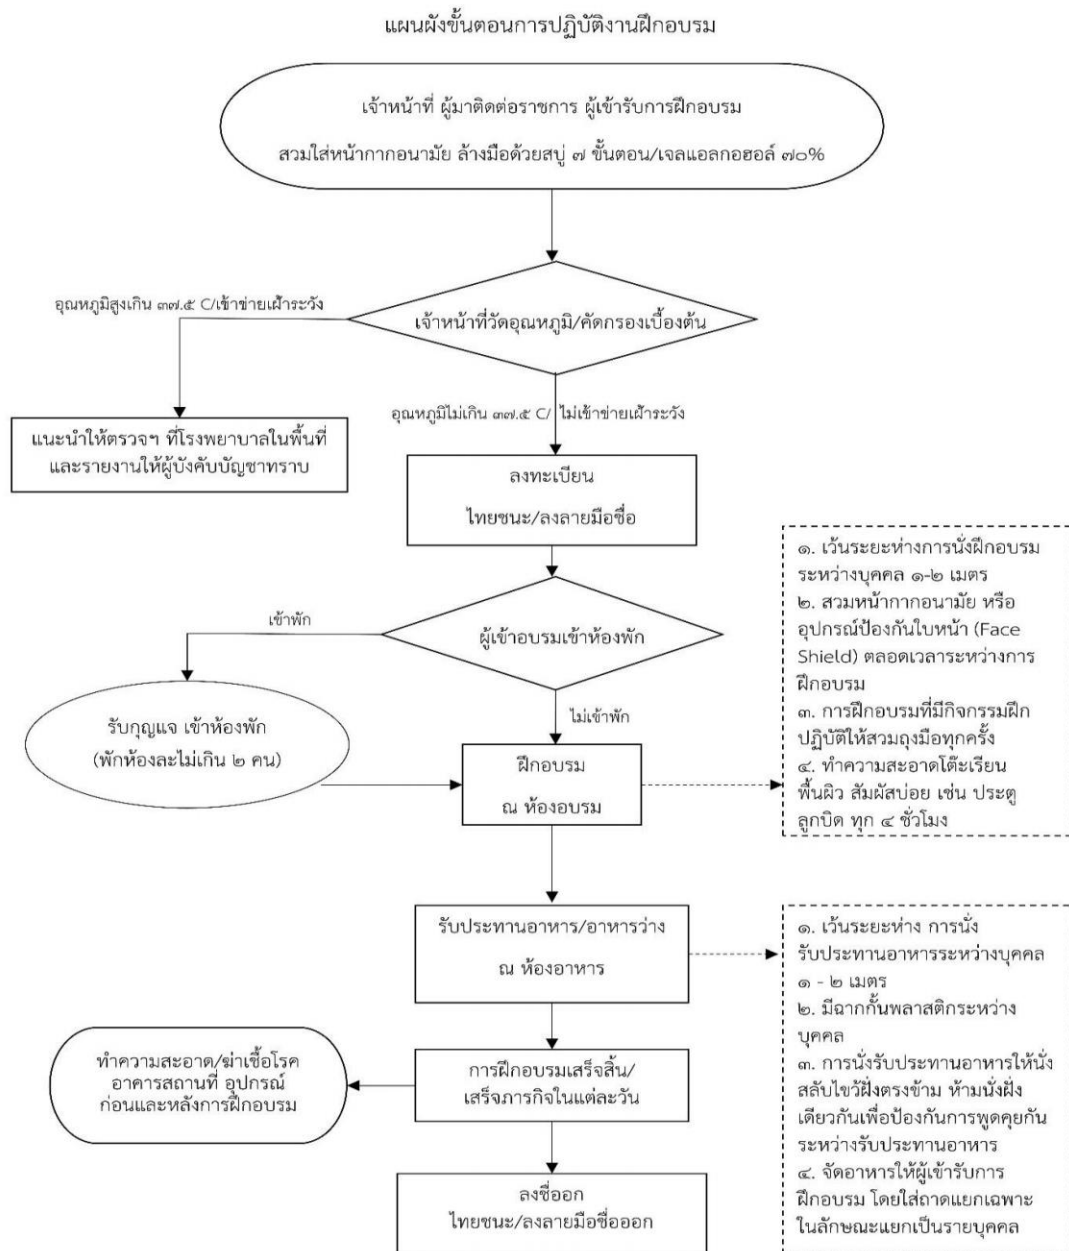 แผนผังขั้นตอนการปฏิบัติงานฝึกอบรม
เจ้าหน้าที่ ผู้มาติดต่อราชการ ผู้เข้ารับการฝึกอบรม
สวมใส่หน้ากากอนามัย ล้างมือด้วยสบู่ ๗ ขั้นตอน/เจลแอลกอฮอล์ ๗๐%
อุณหภูมิสูงเกิน ๓๗.๕ C/เข้าข่ายเฝ้าระวัง
เจ้าหน้าที่วัดอุณหภูมิ/คัดกรองเบื้องต้น
อุณหภูมิไม่เกิน ๓๗.๕ C/ ไม่เข้าข่ายเฝ้าระวัง
แนะนำให้ตรวจฯ ที่โรงพยาบาลในพื้นที่
และรายงานให้ผู้บังคับบัญชาทราบ
ลงทะเบียน
ไทยชนะ/ลงลายมือชื่อ
เข้าพัก
ผู้เข้าอบรมเข้าห้องพัก
ไม่เข้าพัก
รับกุญแจ เข้าห้องพัก
(พักห้องละไม่เกิน ๒ คน)
ฝึกอบรม
ณ ห้องอบรม
๑. เว้นระยะห่างการนั่งฝึกอบรม
ระหว่างบุคคล ๑-๒ เมตร
๒. สวมหน้ากากอนามัย หรือ
อุปกรณ์ป้องกันใบหน้า (Face
Shield) ตลอดเวลาระหว่างการ
ฝึกอบรม
๓. การฝึกอบรมที่มีกิจกรรมฝึก
ปฏิบัติให้สวมถุงมือทุกครั้ง
๔. ทำความสะอาดโต๊ะเรียน
พื้นผิว สัมผัสบ่อย เช่น ประตู
ลูกบิด ทุก ๔ ชั่วโมง
รับประทานอาหาร/อาหารว่าง
ณ ห้องอาหาร
๑. เว้นระยะห่าง การนั่ง
รับประทานอาหารระหว่างบุคคล
๑ - ๒ เมตร
๒. มีฉากกั้นพลาสติกระหว่าง
บุคคล
๓. การนั่งรับประทานอาหารให้นั่ง
สลับไขว้ฝั่งตรงข้าม ห้ามนั่งฝั่ง
เดียวกันเพื่อป้องกันการพูดคุยกัน
ระหว่างรับประทานอาหาร
๔. จัดอาหารให้ผู้เข้ารับการ
ฝึกอบรม โดยใส่ถาดแยกเฉพาะ
ในลักษณะแยกเป็นรายบุคคล
ทำความสะอาด/ฆ่าเชื้อโรค
อาคารสถานที่ อุปกรณ์
ก่อนและหลังการฝึกอบรม
การฝึกอบรมเสร็จสิ้น/
เสร็จภารกิจในแต่ละวัน
ลงชื่อออก
ไทยชนะ/ลงลายมือชื่อออก